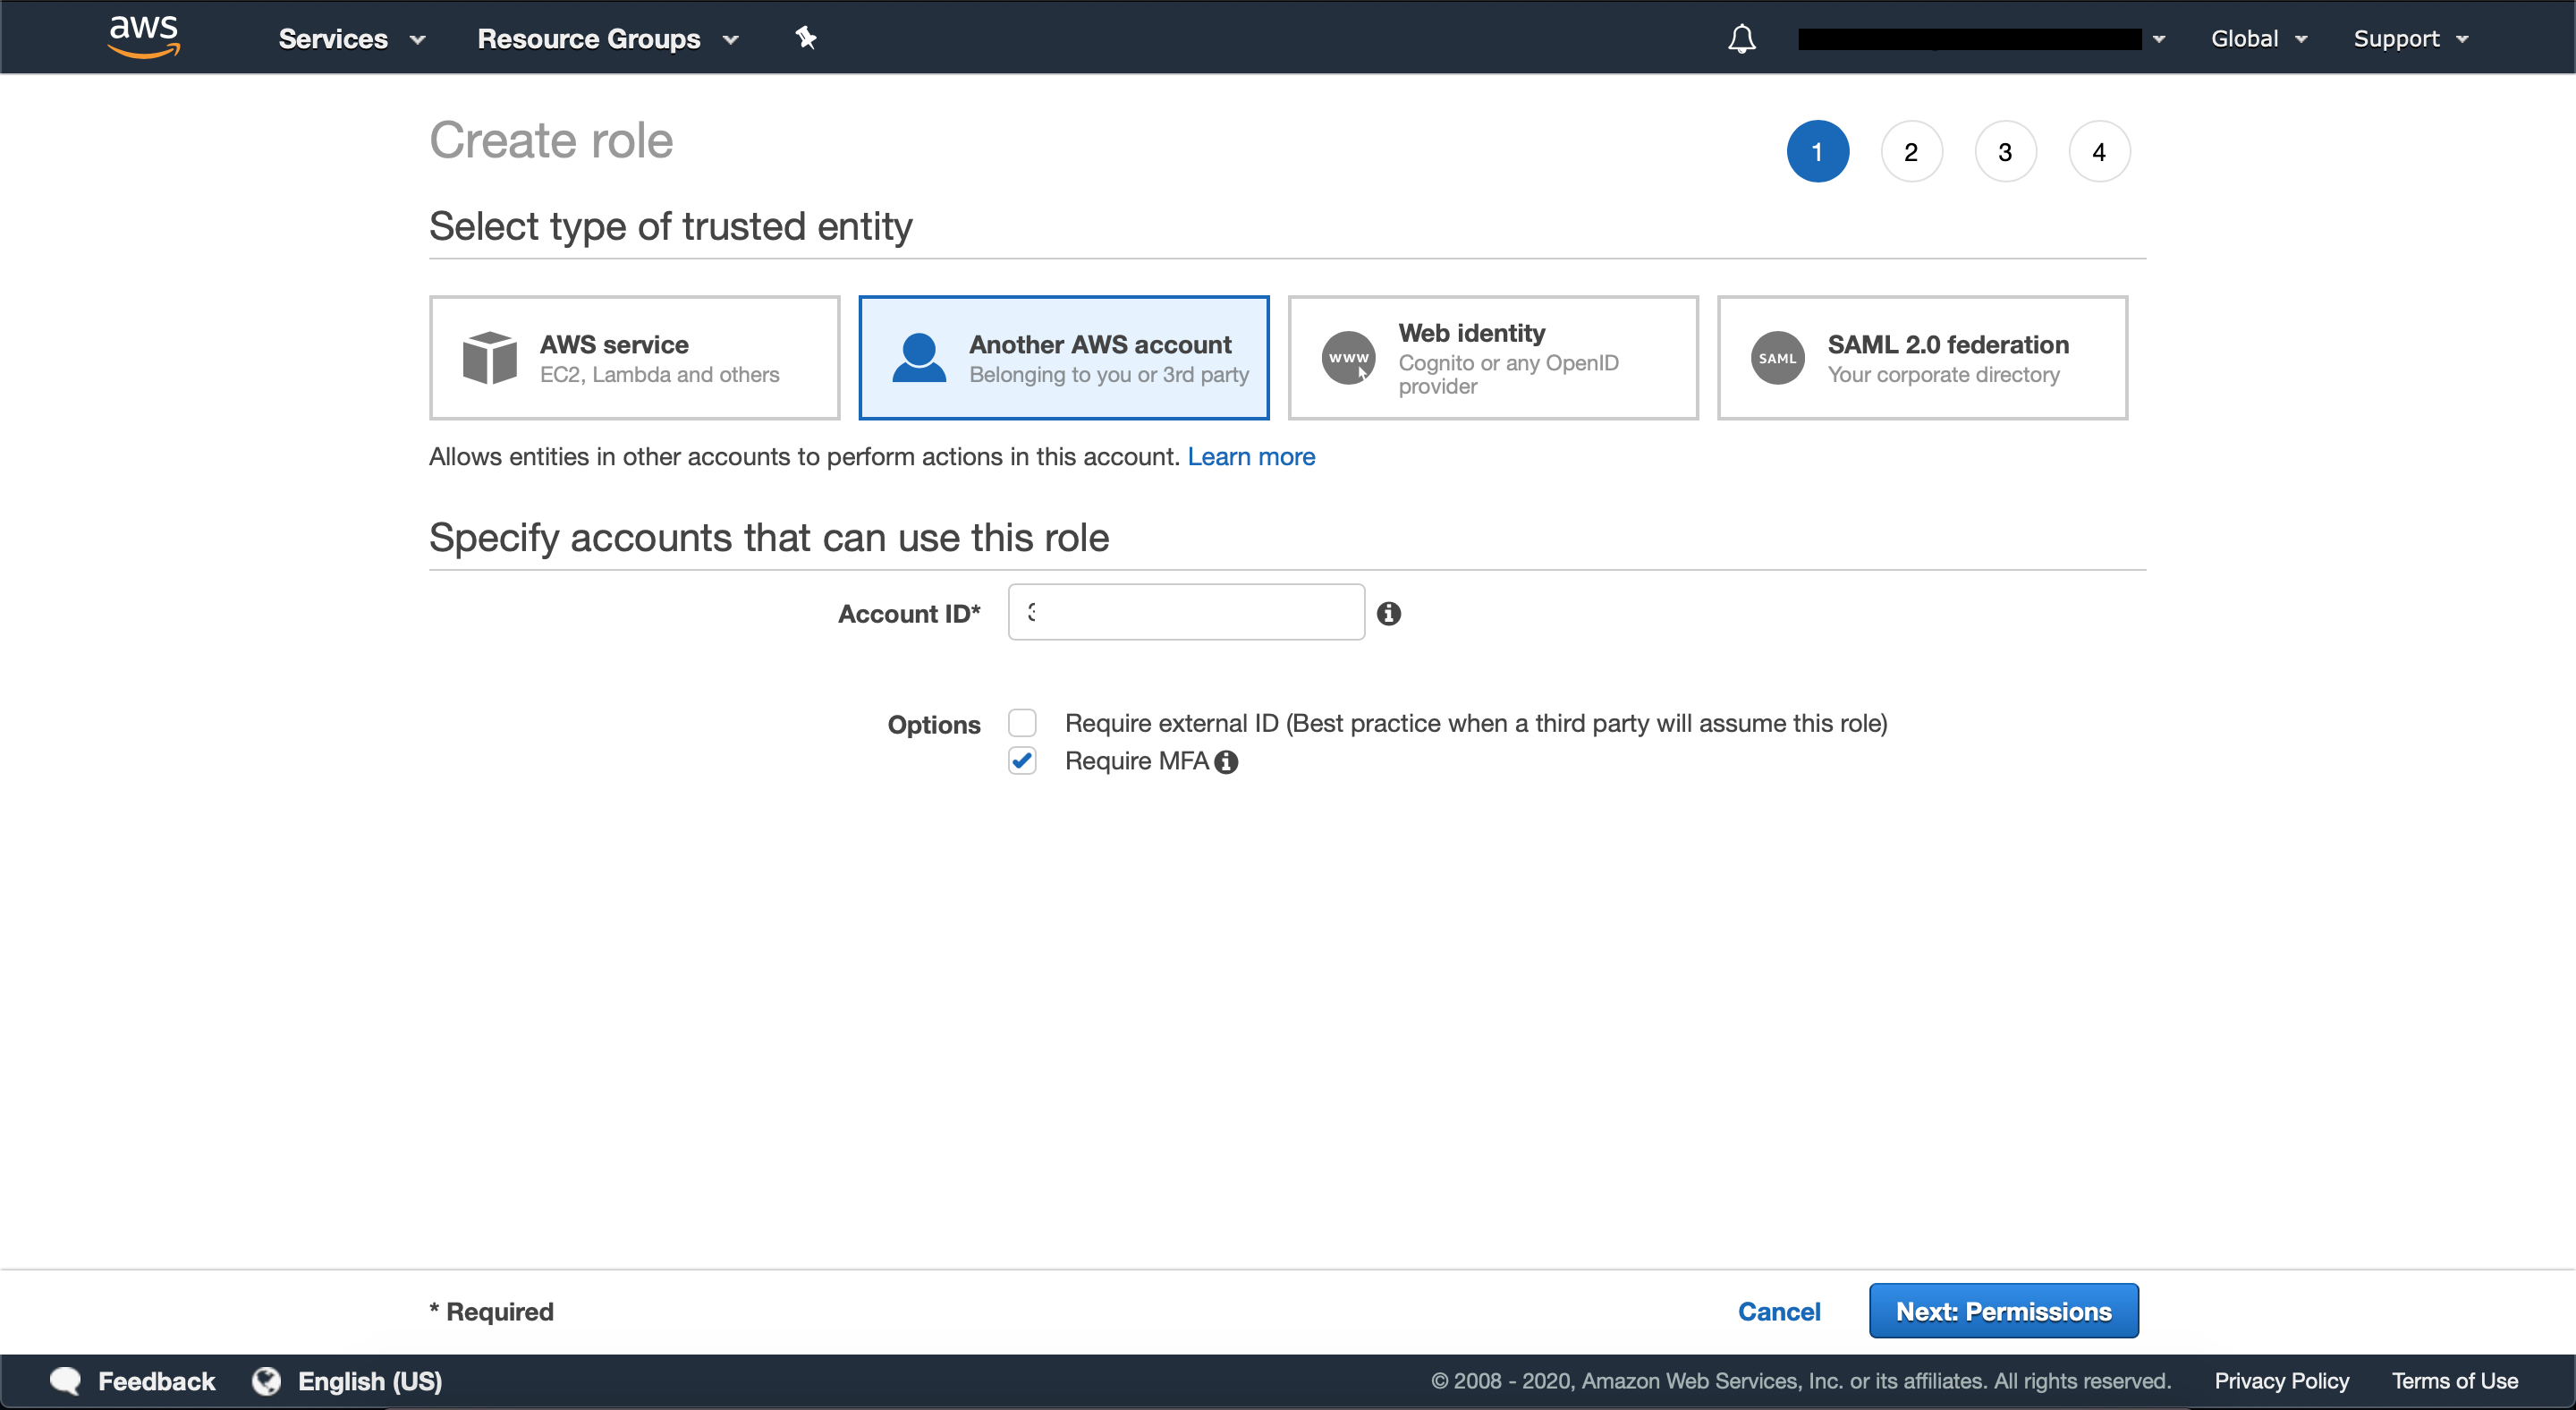 aws Services Resource Groups Global Support
Create role
1 2 3 4
Select type of trusted entity
AWS service
EC2, Lambda and others
Another AWS account
Belonging to you or 3rd party
www
Web identity
Cognito or any OpenID
provider
SAML
SAML 2.0 federation
Your corporate directory
Allows entities in other accounts to perform actions in this account. Learn more
Specify accounts that can use this role
Account ID*
Options
Require external ID (Best practice when a third party will assume this role)
Require MFA
* Required
Cancel
Next: Permissions
Feedback English (US) © 2008 - 2020, Amazon Web Services, Inc. or its affiliates. All rights reserved. Privacy Policy Terms of Use